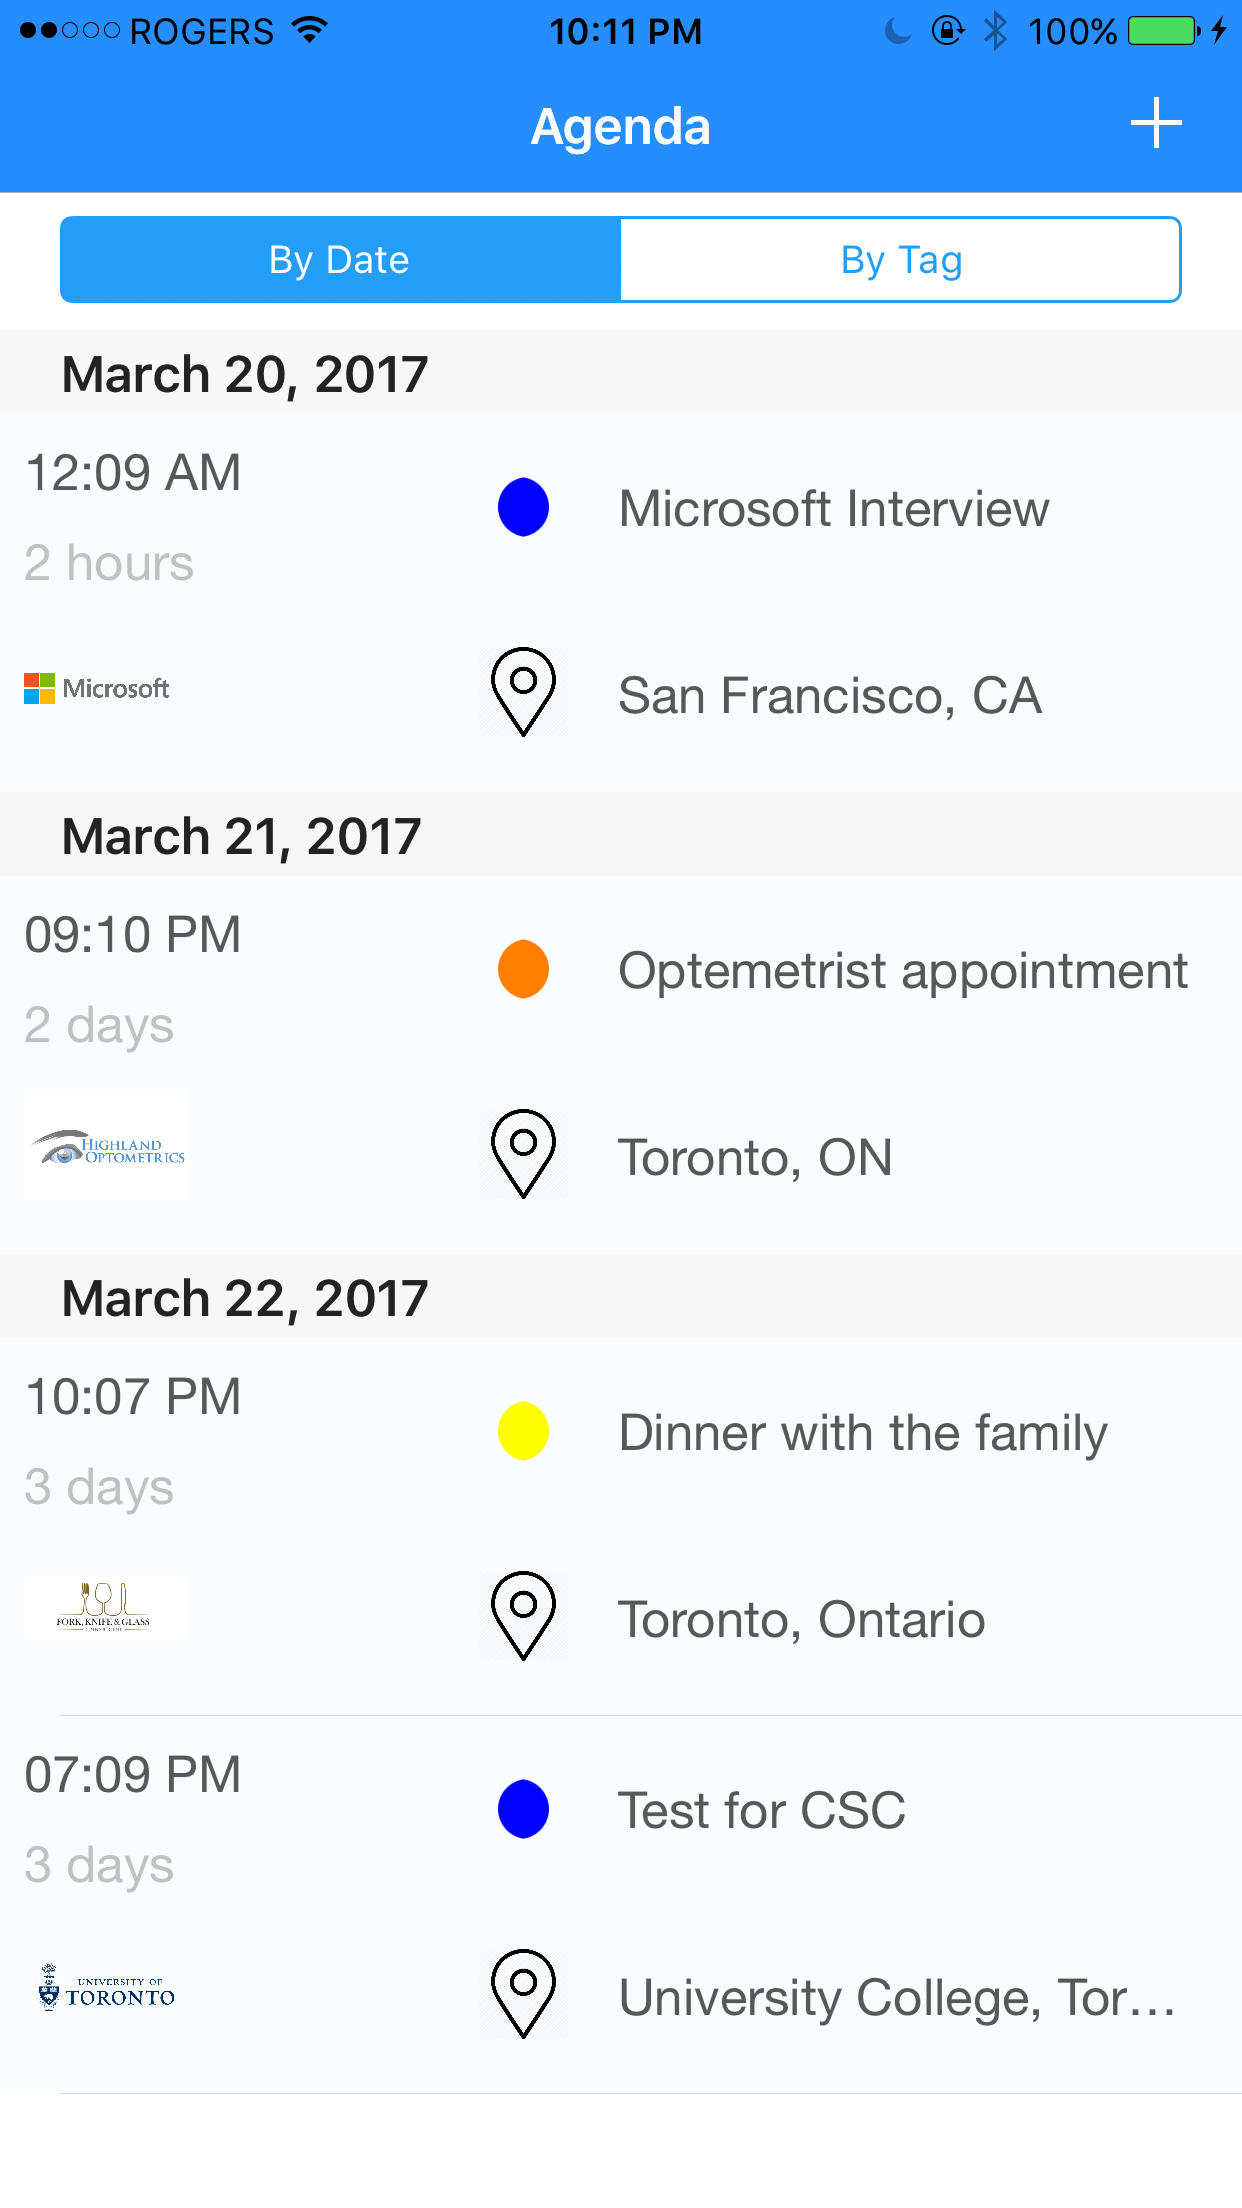 ROGERS 10:11 PM 100%
Agenda
By Date By Tag
March 20, 2017
12:09 AM
Microsoft Interview
2 hours
Microsoft
San Francisco, CA
March 21, 2017
09:10 PM
Optemetrist appointment
2 days
HIGHLAND
OPTOMETRICS
Toronto, ON
March 22, 2017
10:07 PM
Dinner with the family
3 days
FORK, KNIFE & GLASS
Toronto, Ontario
07:09 PM
Test for CSC
3 days
UNIVERSITY OF
TORONTO
University College, Tor...